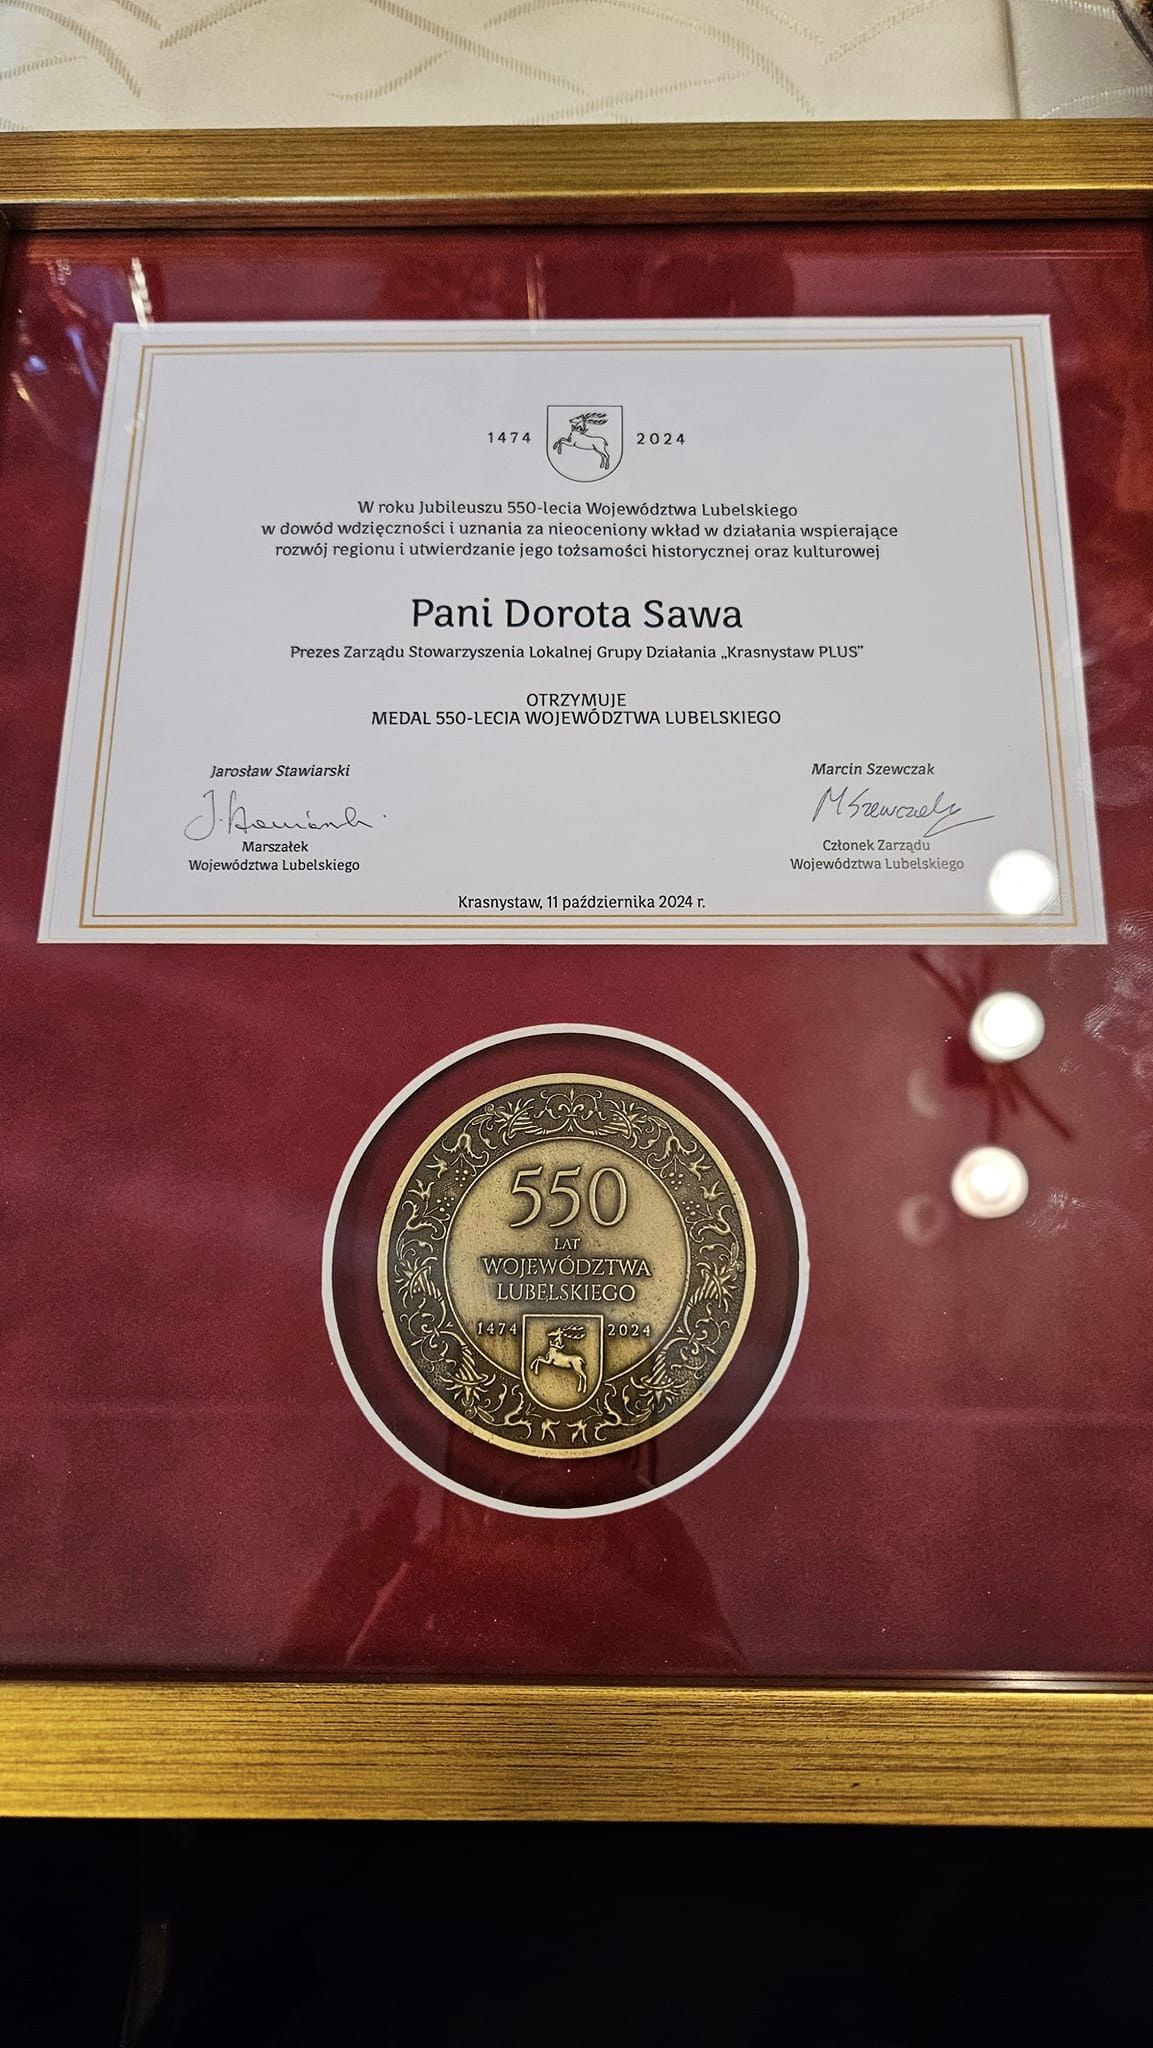 1474 2024
W roku Jubileuszu 550-lecia Województwa Lubelskiego
w dowód wdzięczności i uznania za nieoceniony wkład w działania wspierające
rozwój regionu i utwierdzanie jego tożsamości historycznej oraz kulturowej
Pani Dorota Sawa
Prezes Zarządu Stowarzyszenia Lokalnej Grupy Działania „Krasnystaw PLUS”
OTRZYMUJE
MEDAL 550-LECIA WOJEWÓDZTWA LUBELSKIEGO
Jarosław Stawiarski
Marszałek
Województwa Lubelskiego
Marcin Szewczak
M Szewczak
Członek Zarządu
Województwa Lubelskiego
Krasnystaw, 11 października 2024 r.
550
LAT
WOJEWÓDZTWA
LUBELSKIEGO
1474 2024